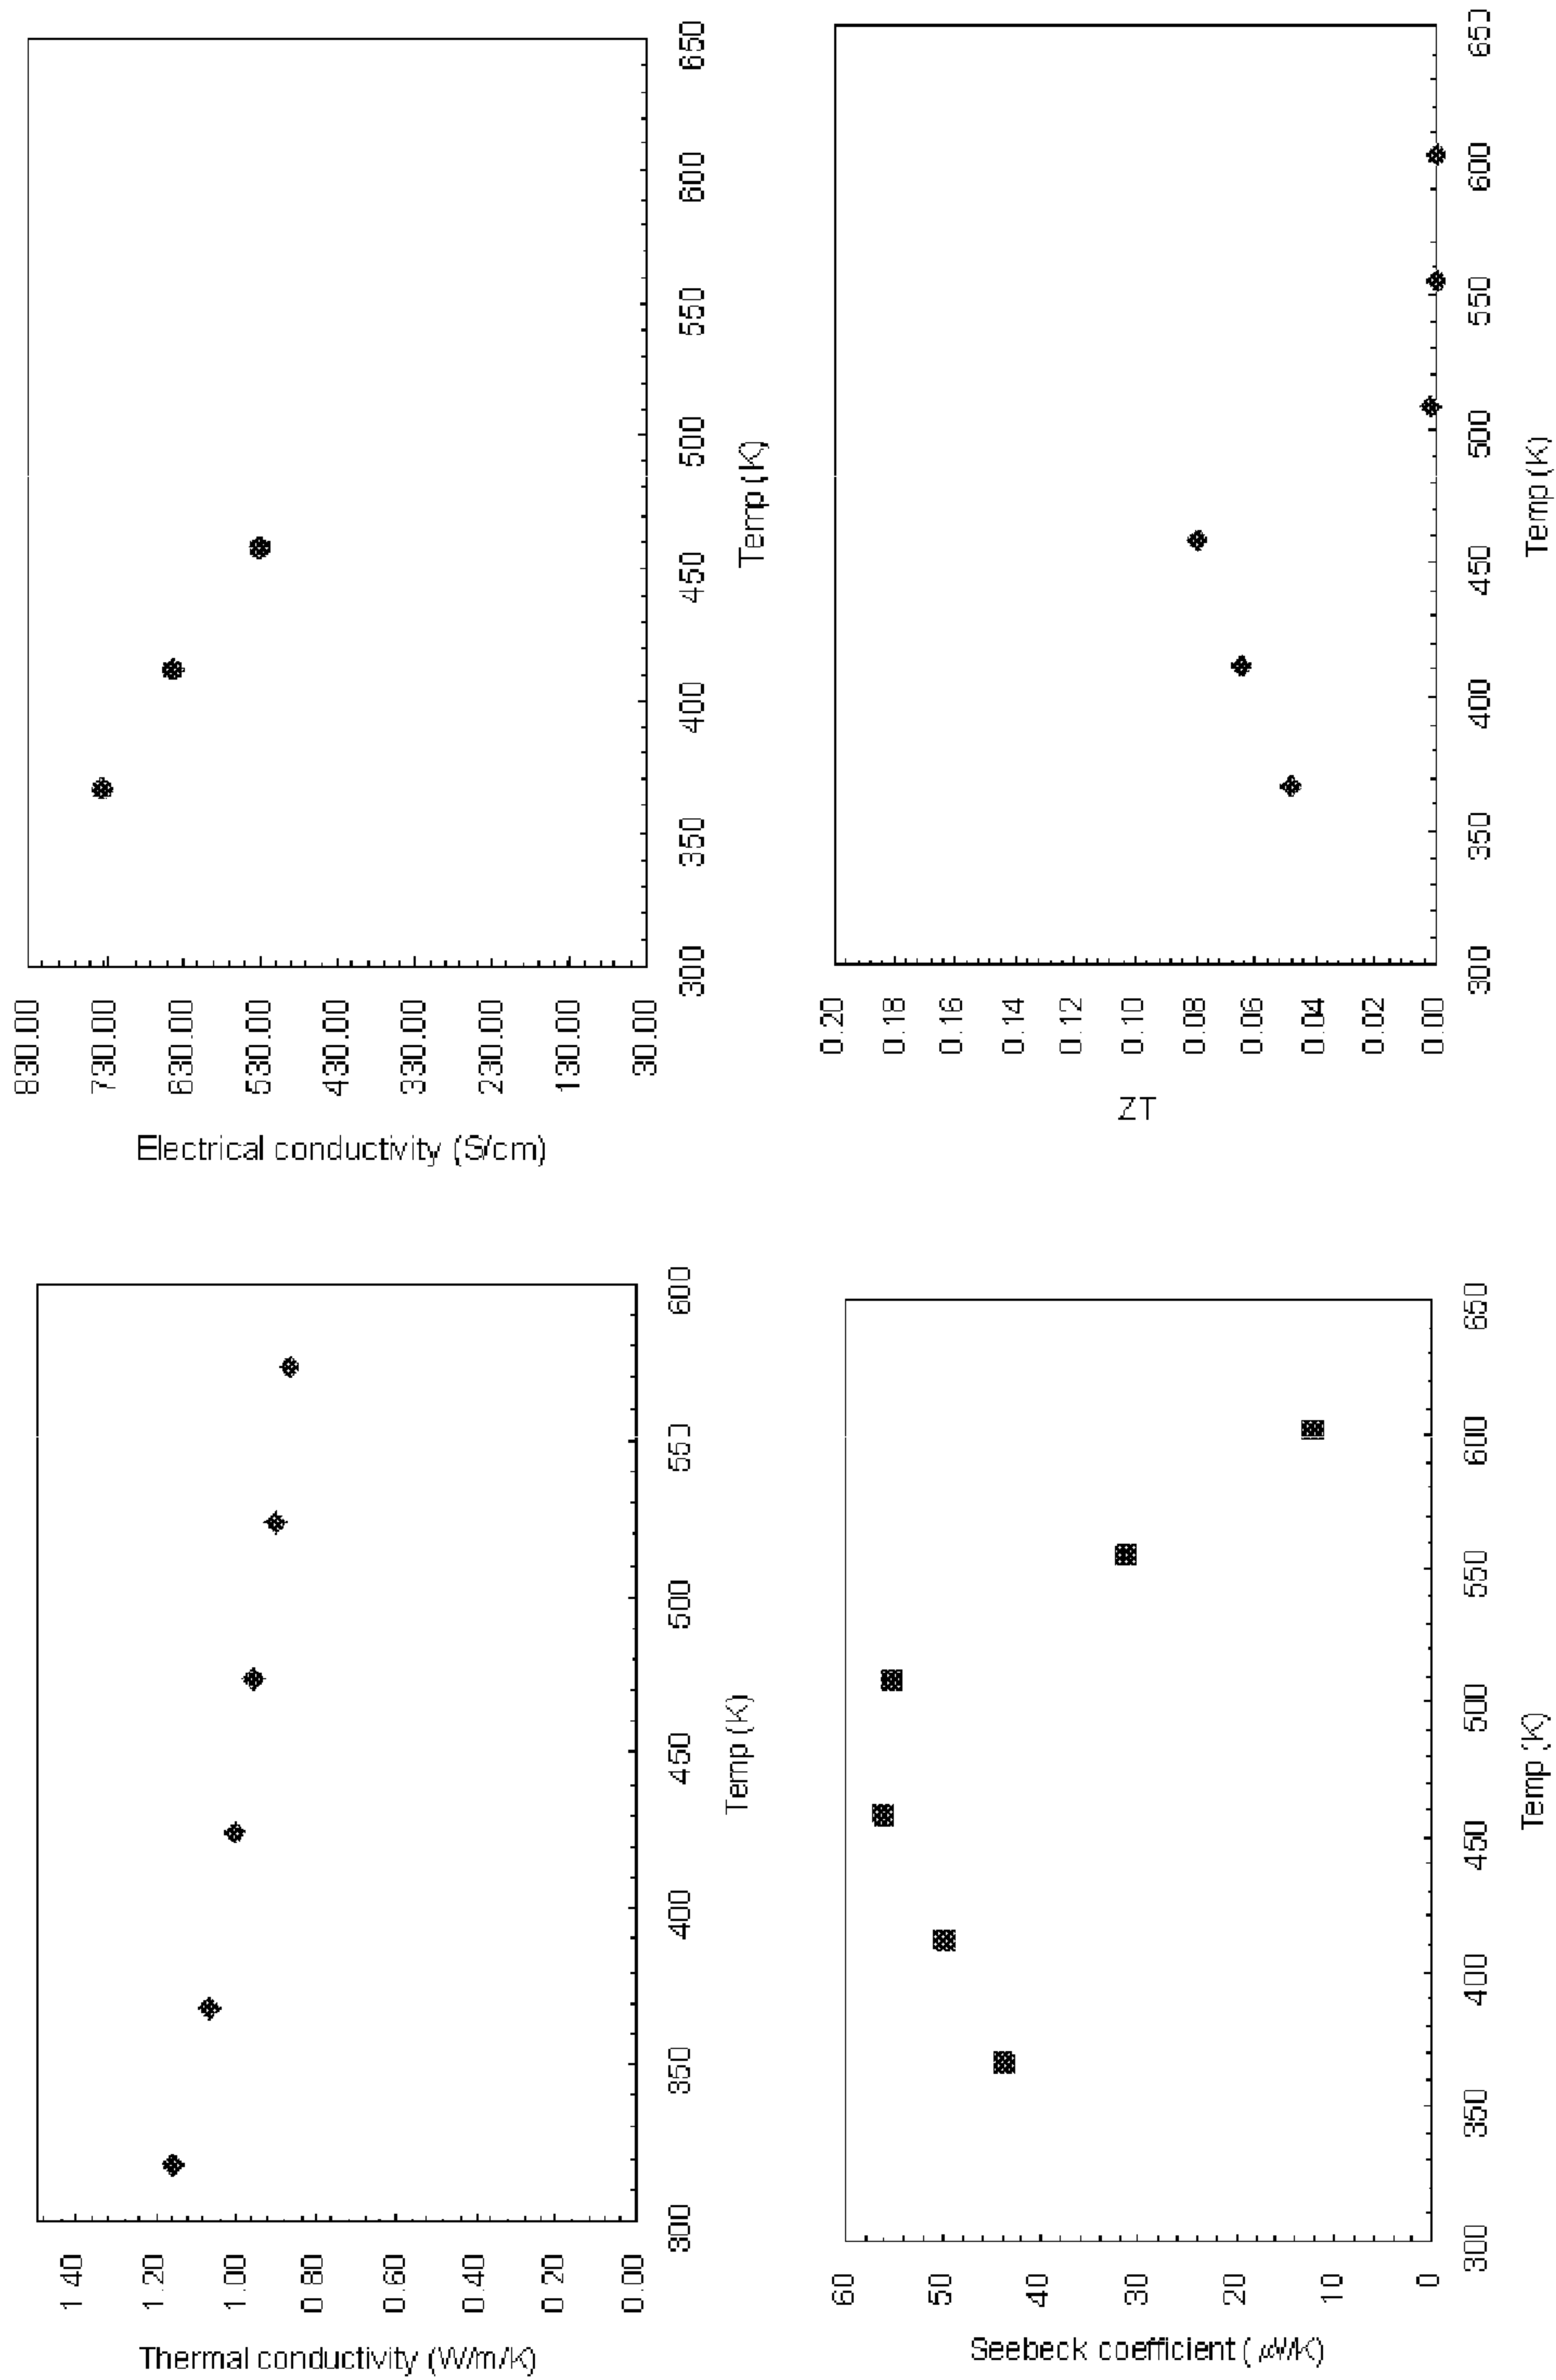 Thermal conductivity (W/m/K)
1.40
1.20
1.00
0.80
0.60
0.40
0.20
0.00
300 350 400 450 500 550 600
Temp (K)
Electrical conductivity (S/cm)
830.00
730.00
630.00
530.00
430.00
330.00
230.00
130.00
30.00
300 350 400 450 500 550 600 650
Temp (K)
Seebeck coefficient ( μV/K)
60
50
40
30
20
10
0
300 350 400 450 500 550 600 650
Temp (K)
ZT
0.20
0.18
0.16
0.14
0.12
0.10
0.08
0.06
0.04
0.02
0.00
300 350 400 450 500 550 600 650
Temp (K)